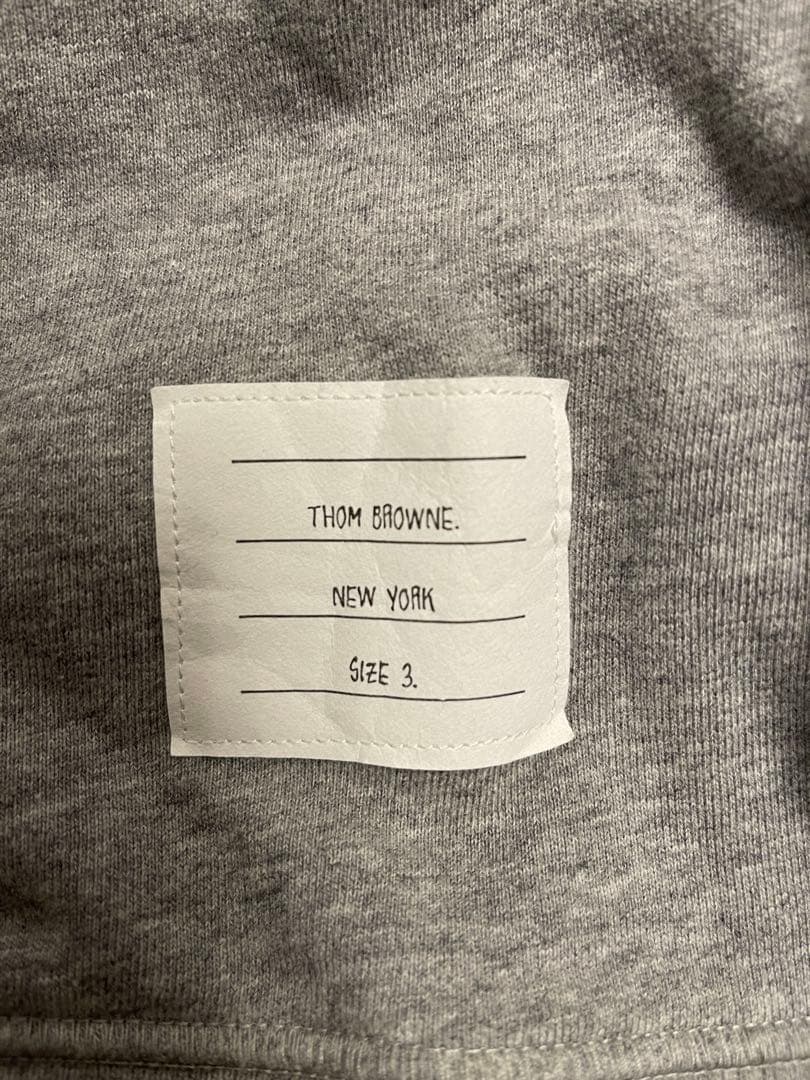 THOM BROWNE.
NEW YORK
SIZE 3.